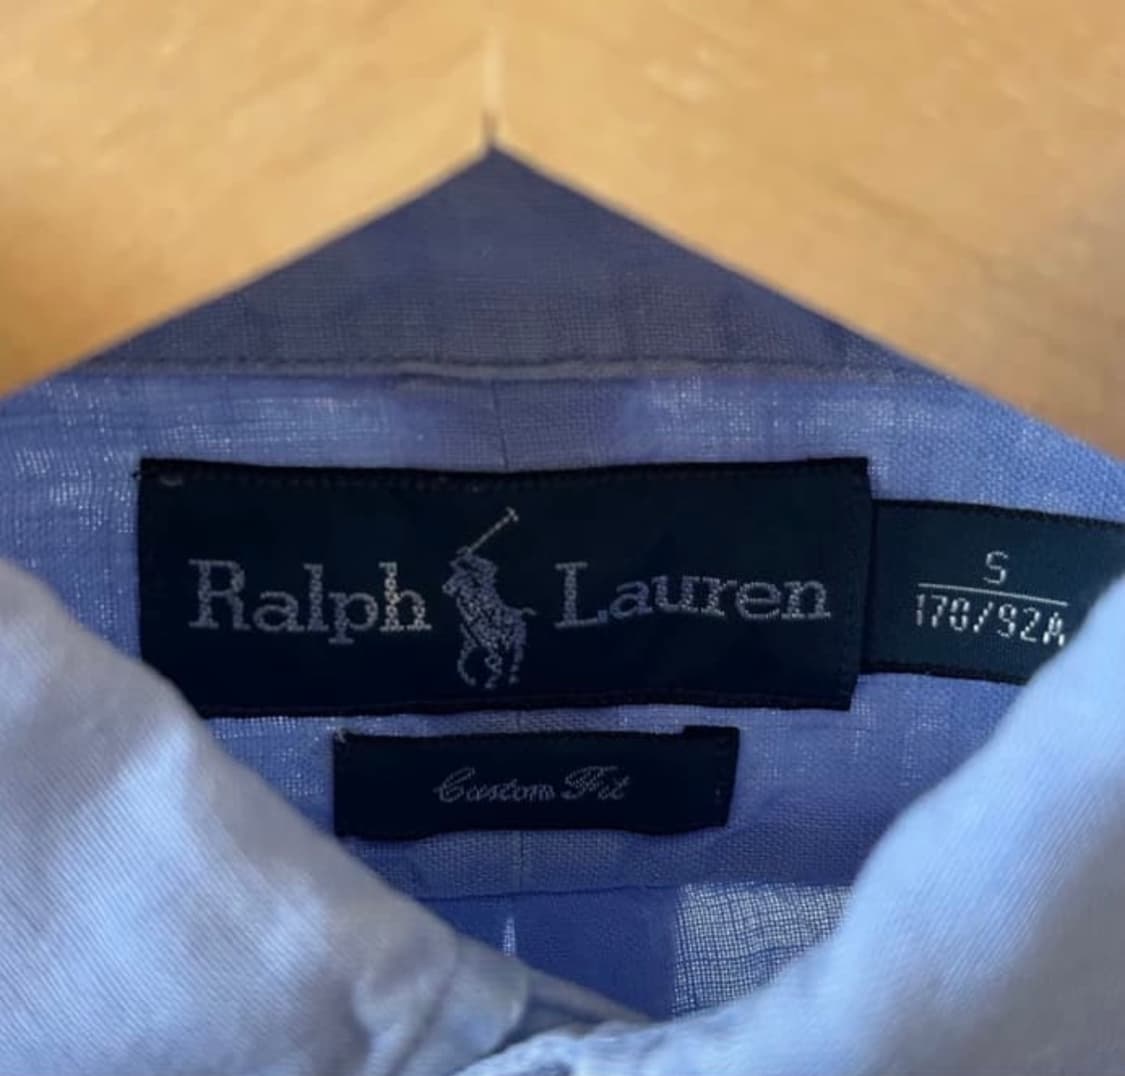 Ralph Lauren
S
170/92A
Custom Fit